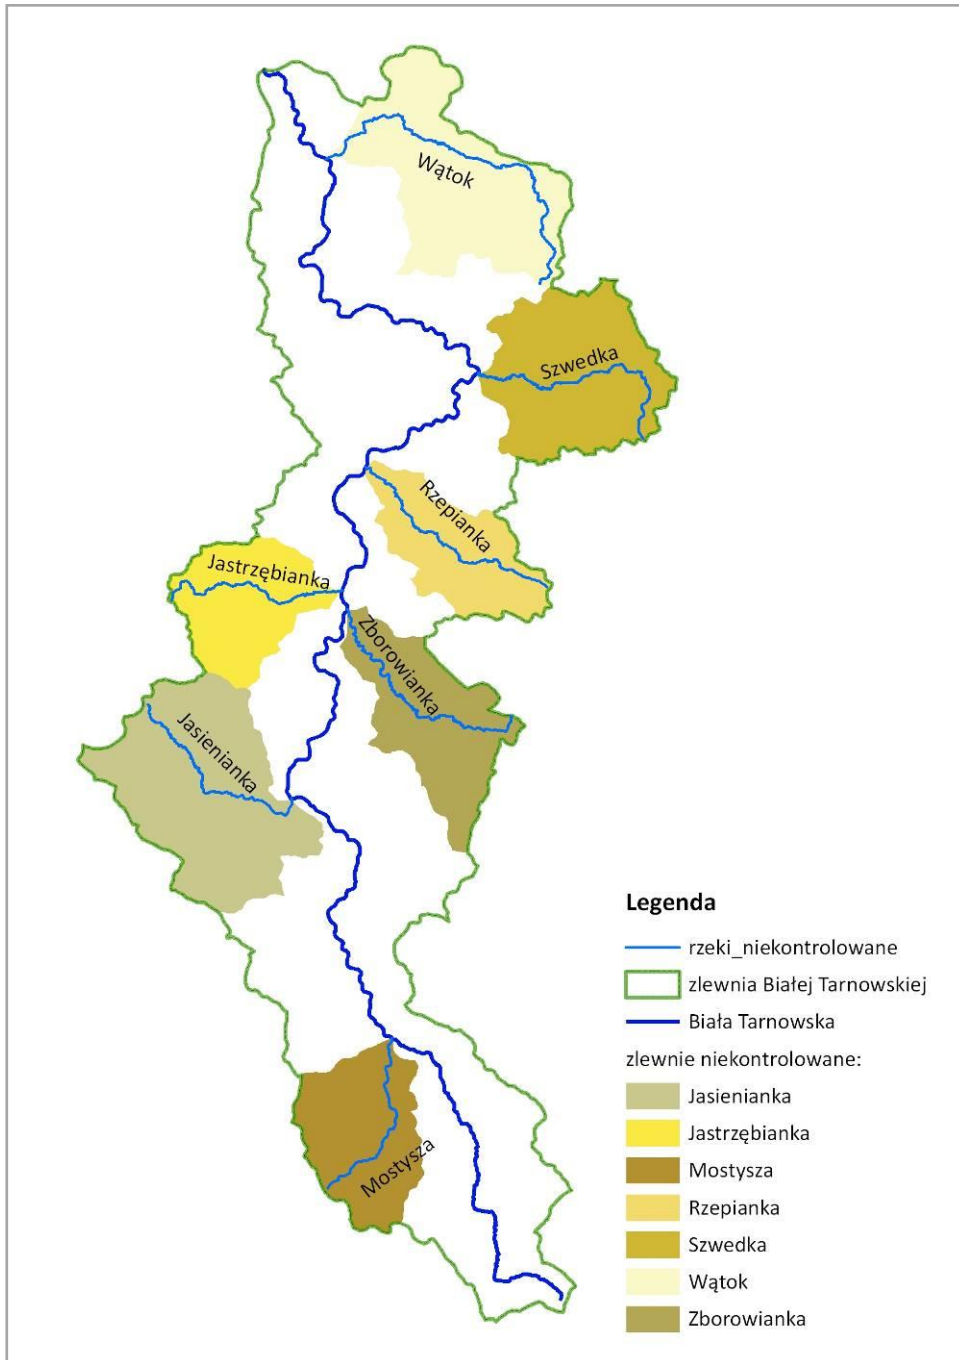 Wątok
Szwedka
Rzepianka
Jastrzębianka
Zborowianka
Jasienianka
Mostysza
Legenda
rzeki_niekontrolowane
zlewnia Białej Tarnowskiej
Biała Tarnowska
zlewnie niekontrolowane:
Jasienianka
Jastrzębianka
Mostysza
Rzepianka
Szwedka
Wątok
Zborowianka